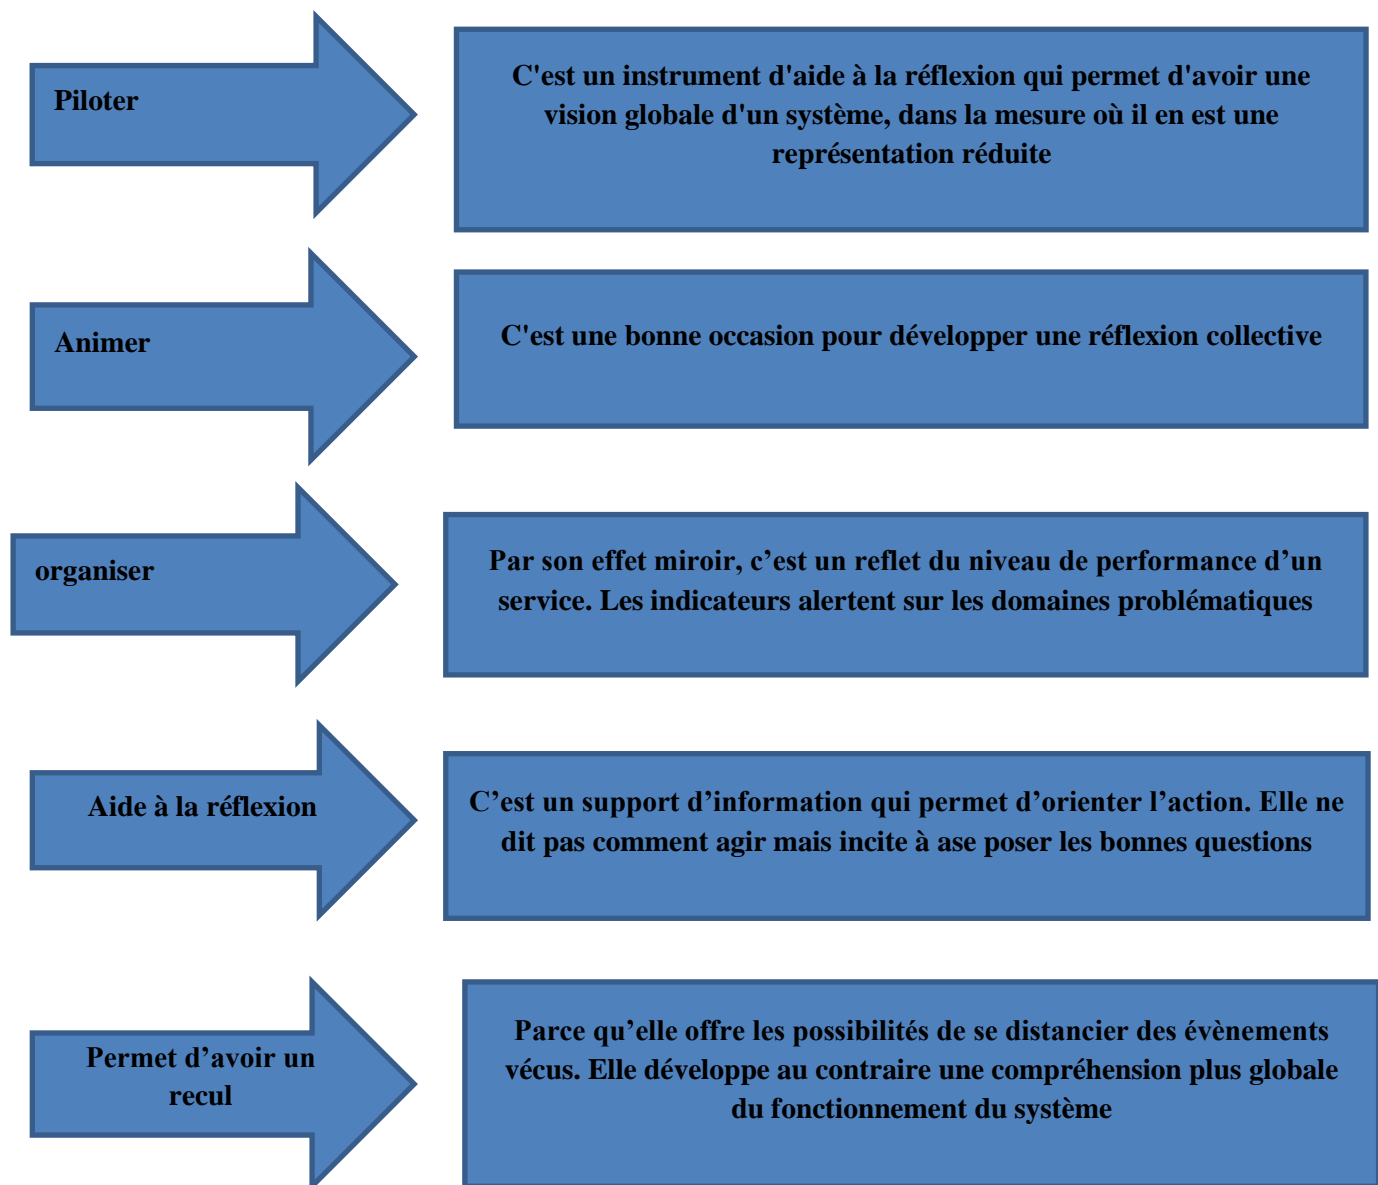 Piloter
C'est un instrument d'aide à la réflexion qui permet d'avoir une
vision globale d'un système, dans la mesure où il en est une
représentation réduite
Animer
C'est une bonne occasion pour développer une réflexion collective
organiser
Par son effet miroir, c’est un reflet du niveau de performance d’un
service. Les indicateurs alertent sur les domaines problématiques
Aide à la réflexion
C’est un support d’information qui permet d’orienter l’action. Elle ne
dit pas comment agir mais incite à ase poser les bonnes questions
Permet d’avoir un
recul
Parce qu’elle offre les possibilités de se distancier des évènements
vécus. Elle développe au contraire une compréhension plus globale
du fonctionnement du système